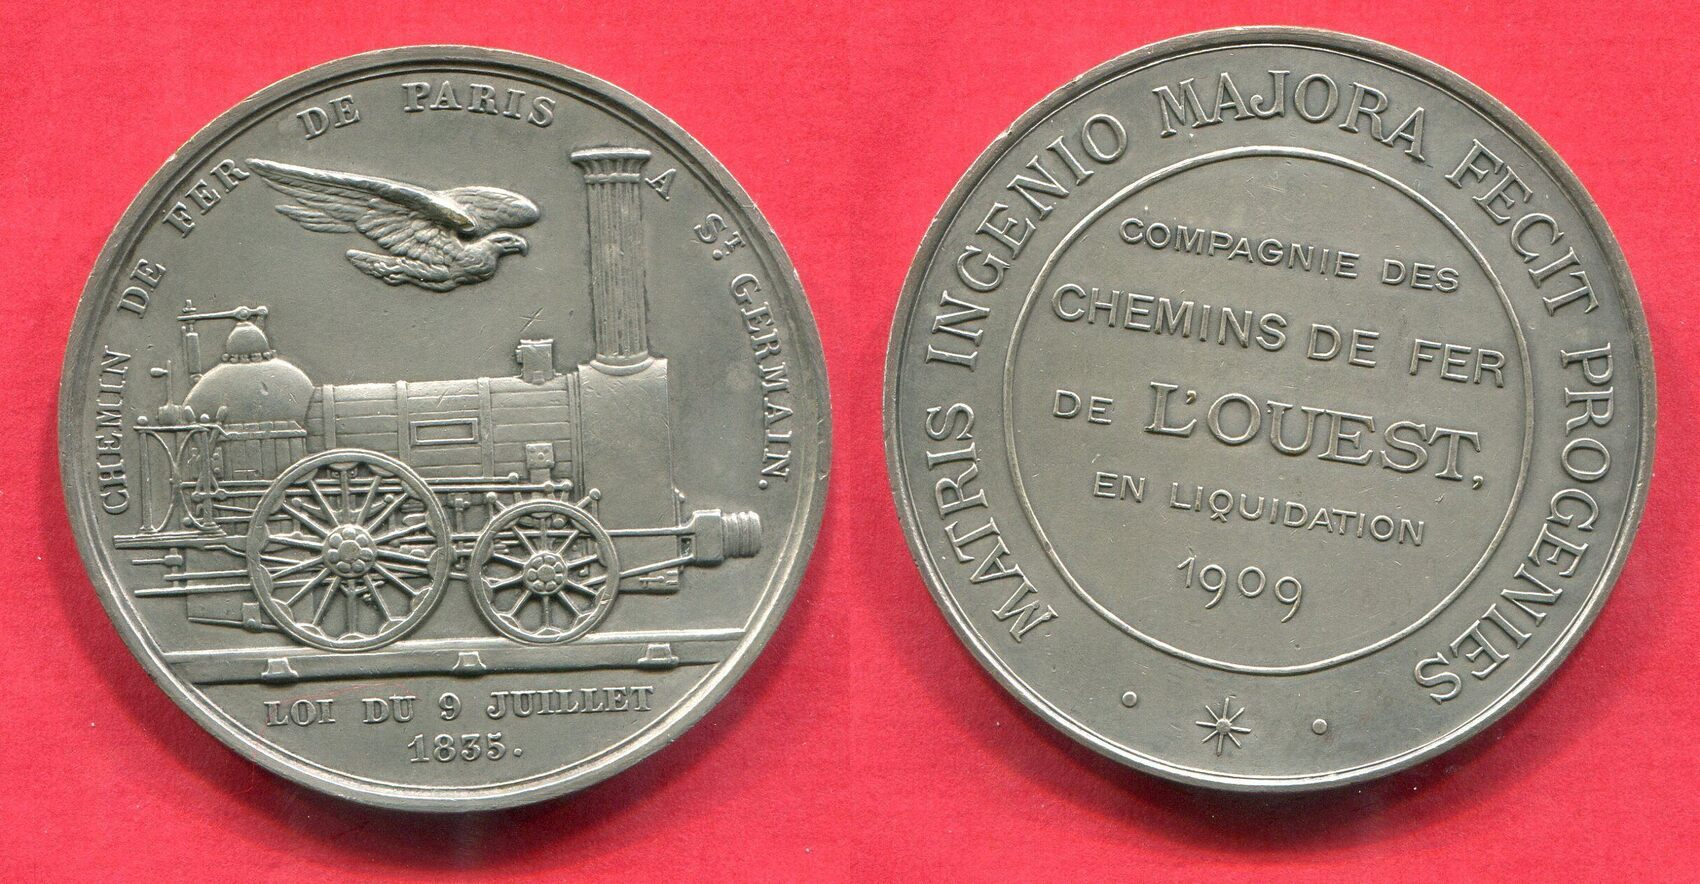 CHEMIN DE FER DE PARIS A ST. GERMAIN.
LOI DU 9 JUILLET
1835.
MATRIS INGENIO MAJORA FECIT PROGENIES
COMPAGNIE DES
CHEMINS DE FER
DE L'OUEST,
EN LIQUIDATION
1909